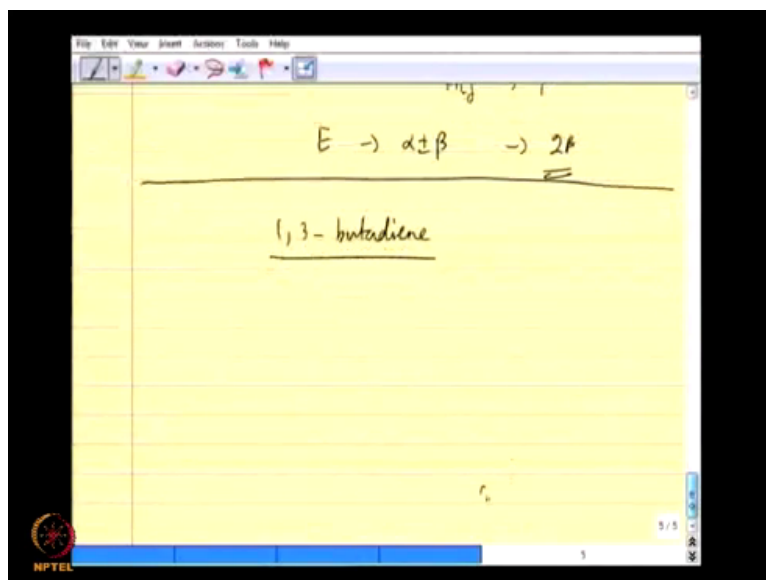 File Edit View Insert Actions Tools Help
E → α±β → 2β
1, 3 - butadiene
5/5
5
NPTEL